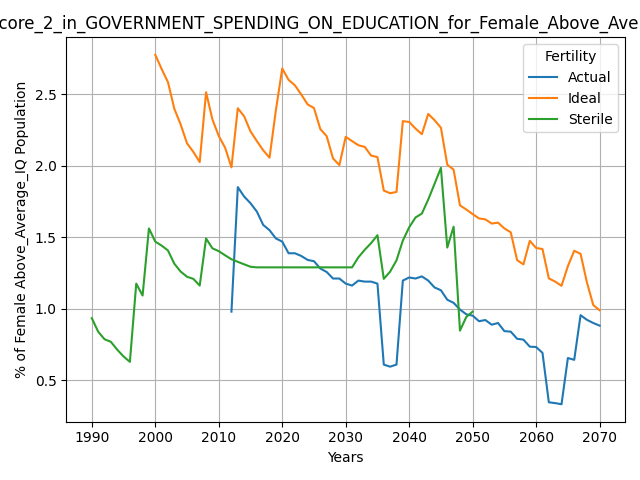 core_2_in_GOVERNMENT_SPENDING_ON_EDUCATION_for_Female_Above_Ave
Fertility
Actual
Ideal
Sterile
% of Female Above_Average_IQ Population
2.5
2.0
1.5
1.0
0.5
1990 2000 2010 2020 2030 2040 2050 2060 2070
Years